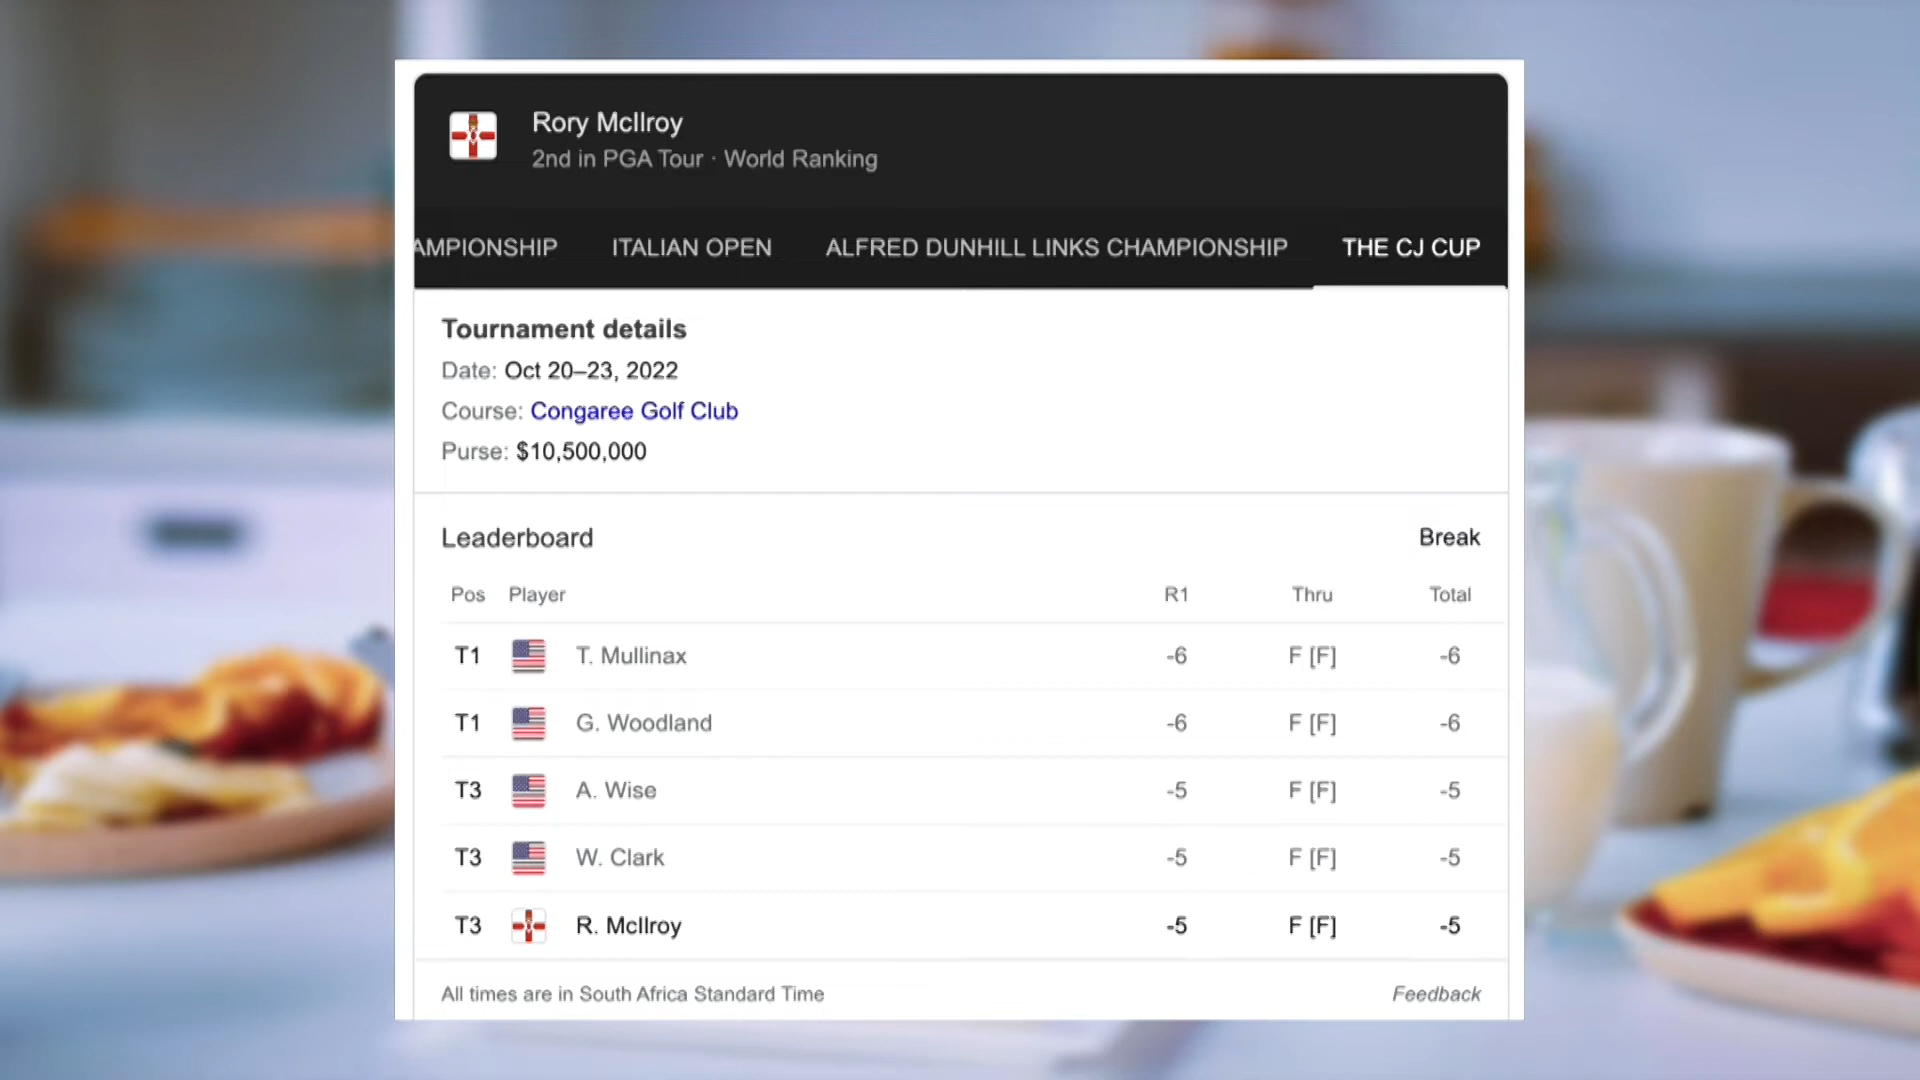 Rory McIlroy
2nd in PGA Tour · World Ranking
AMPIONSHIP ITALIAN OPEN ALFRED DUNHILL LINKS CHAMPIONSHIP THE CJ CUP
Tournament details
Date: Oct 20–23, 2022
Course: Congaree Golf Club
Purse: $10,500,000
Leaderboard Break
Pos Player R1 Thru Total
T1 T. Mullinax -6 F [F] -6
T1 G. Woodland -6 F [F] -6
T3 A. Wise -5 F [F] -5
T3 W. Clark -5 F [F] -5
T3 R. McIlroy -5 F [F] -5
All times are in South Africa Standard Time Feedback